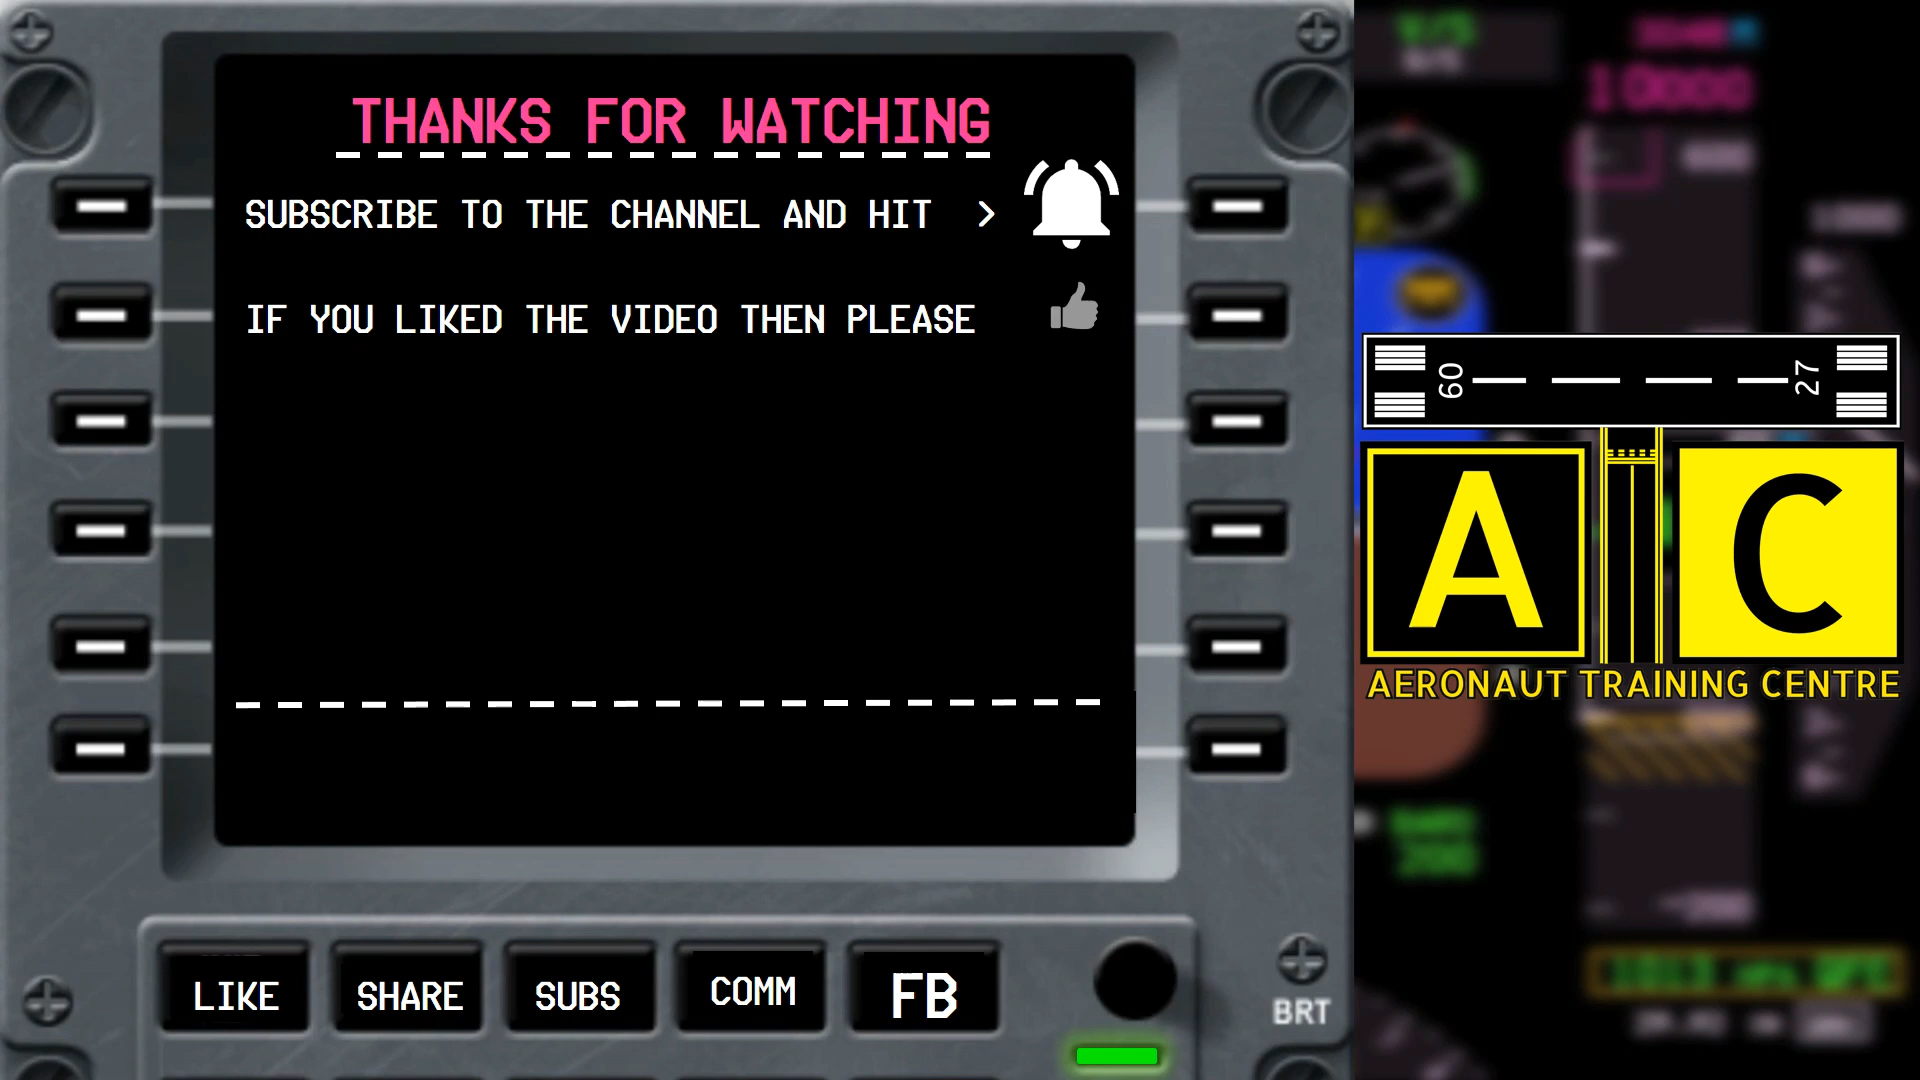 THANKS FOR WATCHING
SUBSCRIBE TO THE CHANNEL AND HIT >
IF YOU LIKED THE VIDEO THEN PLEASE
LIKE
SHARE
SUBS
COMM
FB
BRT
10000
09
27
A C
AERONAUT TRAINING CENTRE